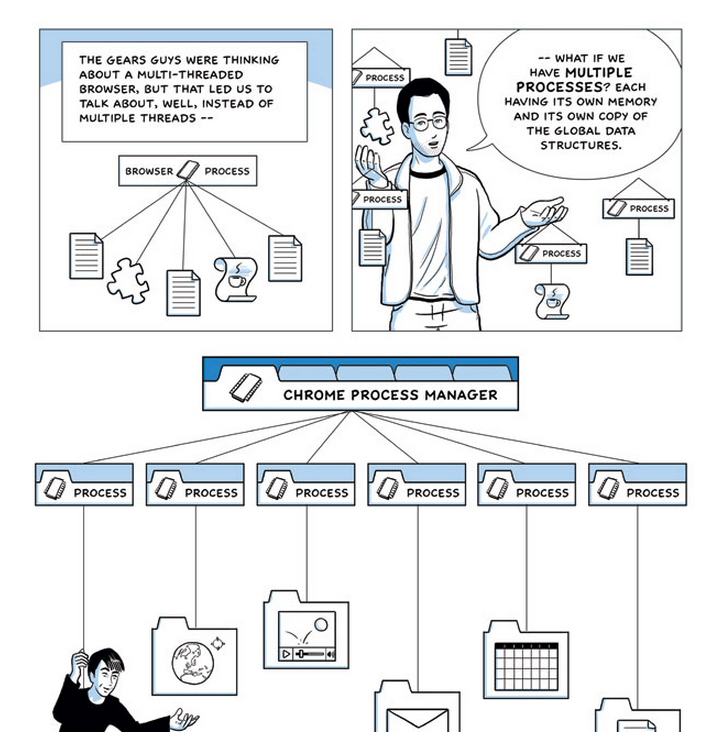 THE GEARS GUYS WERE THINKING
ABOUT A MULTI-THREADED
BROWSER, BUT THAT LED US TO
TALK ABOUT, WELL, INSTEAD OF
MULTIPLE THREADS --
BROWSER PROCESS
-- WHAT IF WE
HAVE MULTIPLE
PROCESSES? EACH
HAVING ITS OWN MEMORY
AND ITS OWN COPY OF
THE GLOBAL DATA
STRUCTURES.
PROCESS
PROCESS
PROCESS
PROCESS
CHROME PROCESS MANAGER
PROCESS
PROCESS
PROCESS
PROCESS
PROCESS
PROCESS